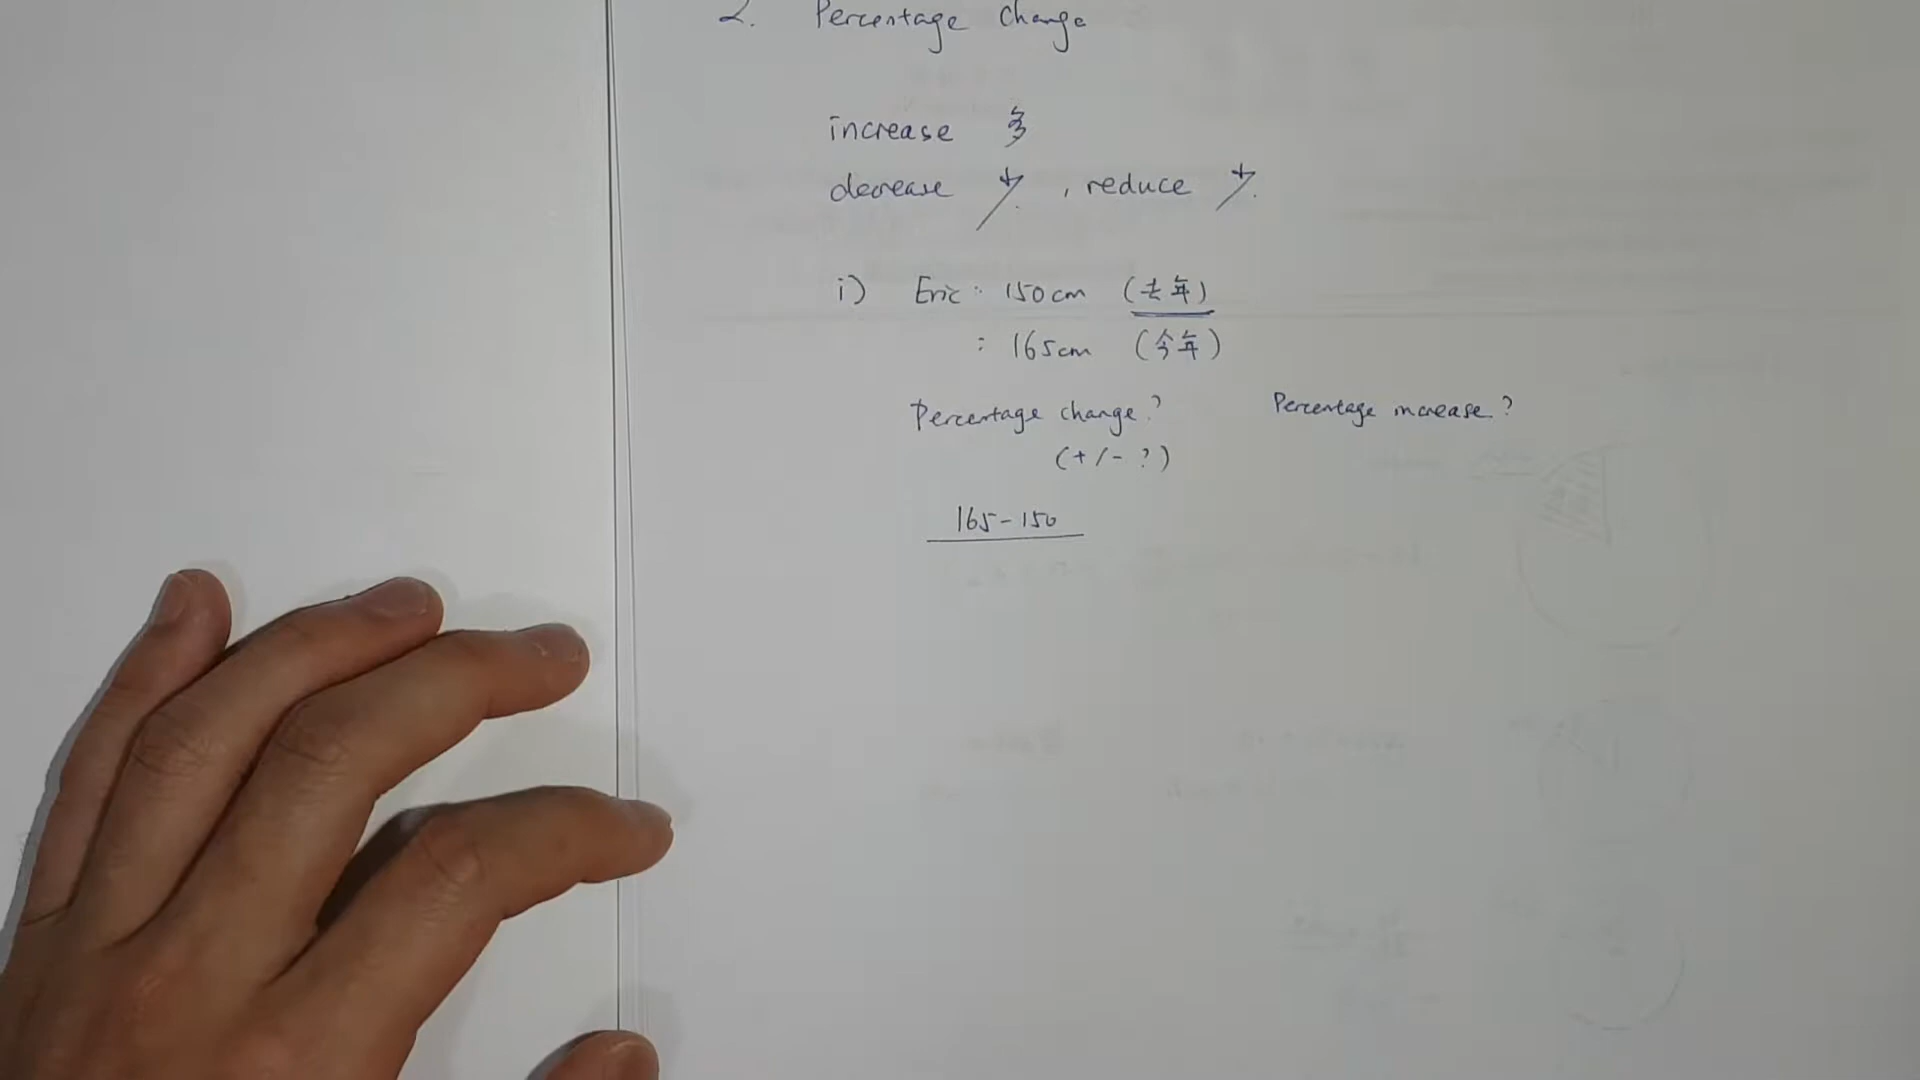 2. Percentage Change
increase 多
decrease 少, reduce 少
i) Eric: 150cm (去年)
: 165cm (今年)
Percentage change? Percentage increase?
(+/- ?)
165-150